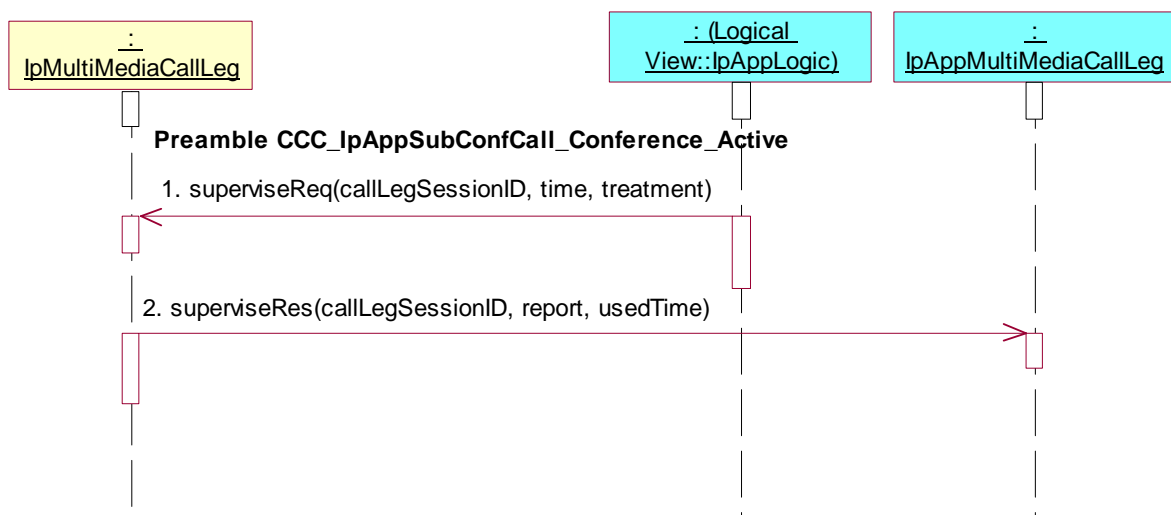 :
IpMultiMediaCallLeg
: (Logical
View::IpAppLogic)
:
IpAppMultiMediaCallLeg
Preamble CCC_IpAppSubConfCall_Conference_Active
1. superviseReq(callLegSessionID, time, treatment)
2. superviseRes(callLegSessionID, report, usedTime)